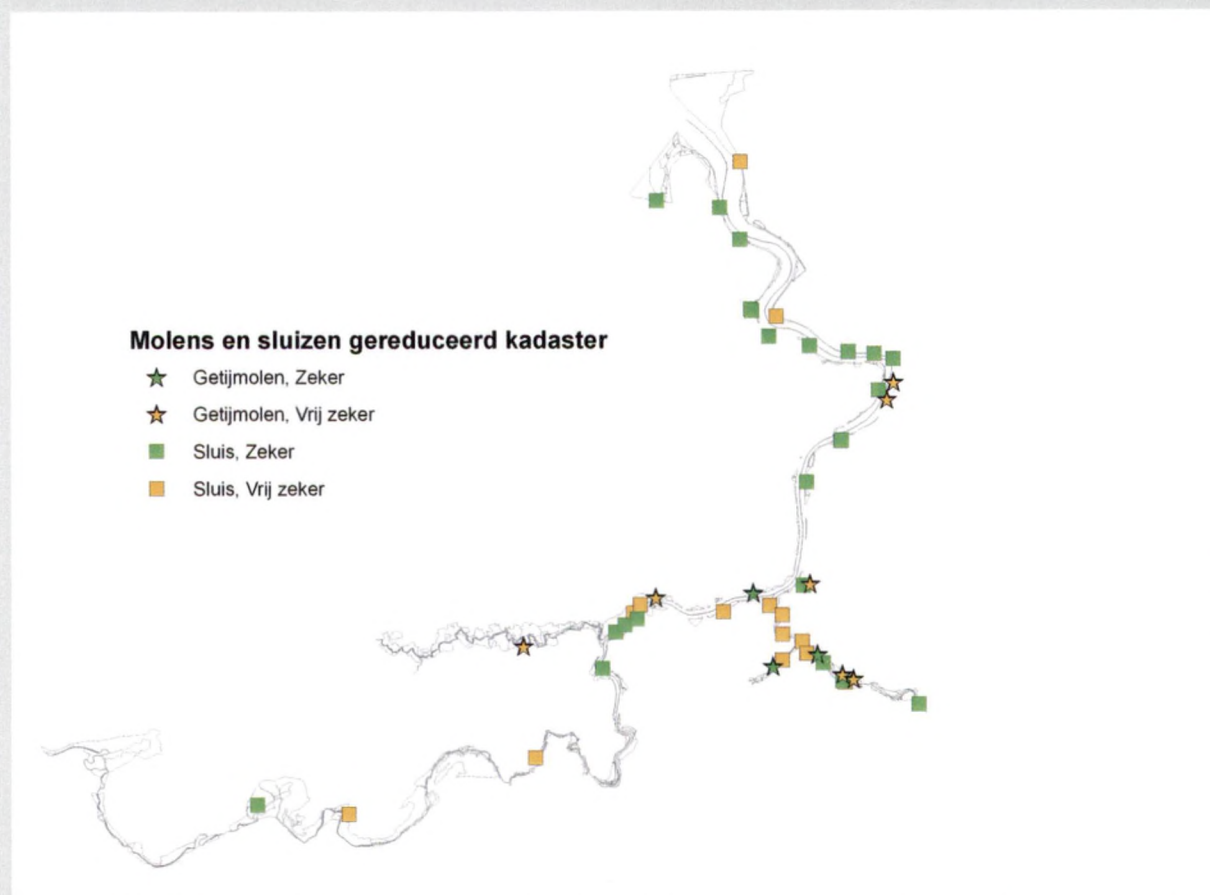 Molens en sluizen gereduceerd kadaster
Getijmolen, Zeker
Getijmolen, Vrij zeker
Sluis, Zeker
Sluis, Vrij zeker